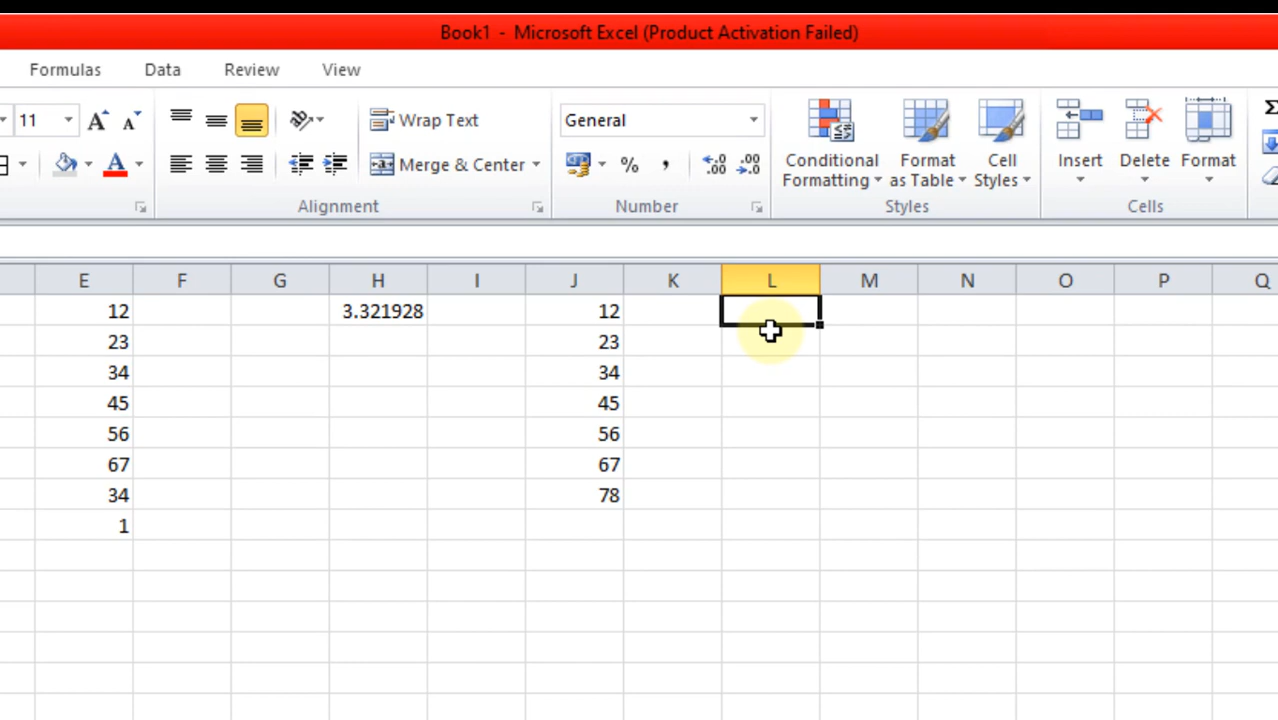 Book1 - Microsoft Excel (Product Activation Failed)
Formulas Data Review View
11 A A Wrap Text General Σ
A Merge & Center % , .00 .00 Conditional Formatting Format as Table Cell Styles Insert Delete Format
Alignment Number Styles Cells
E F G H I J K L M N O P Q
12 3.321928 12
23 23
34 34
45 45
56 56
67 67
34 78
1